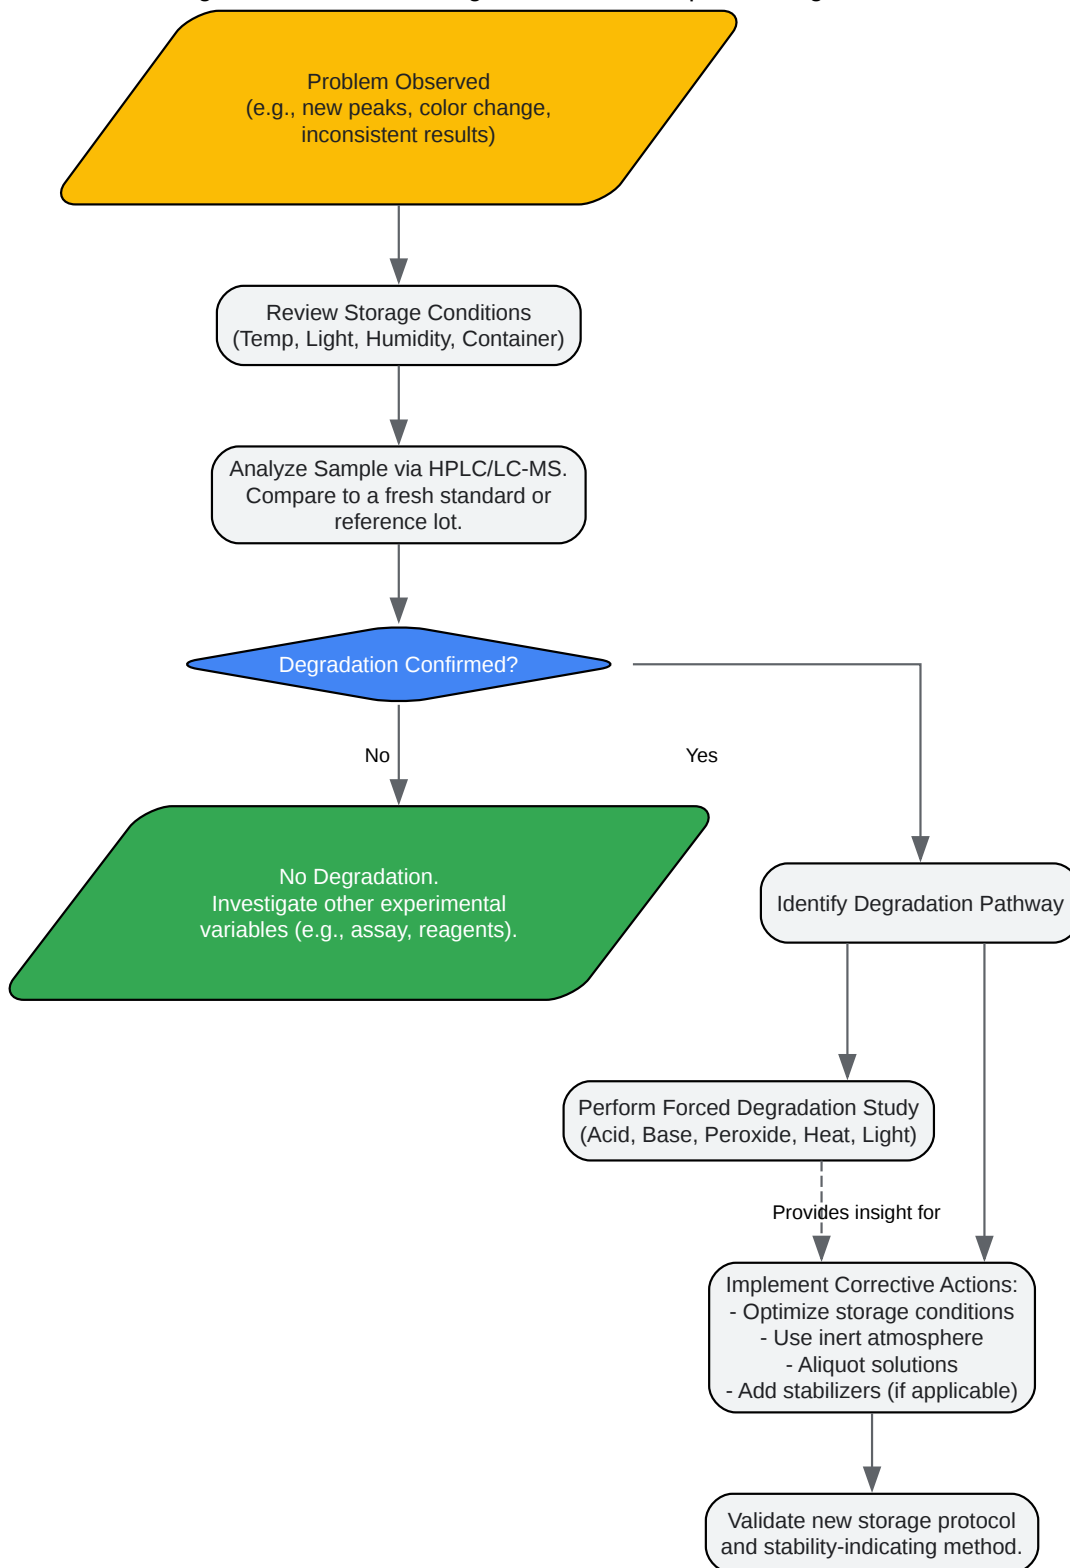 Problem Observed
(e.g., new peaks, color change,
inconsistent results)
Review Storage Conditions
(Temp, Light, Humidity, Container)
Analyze Sample via HPLC/LC-MS.
Compare to a fresh standard or
reference lot.
Degradation Confirmed?
No
Yes
No Degradation.
Investigate other experimental
variables (e.g., assay, reagents).
Identify Degradation Pathway
Perform Forced Degradation Study
(Acid, Base, Peroxide, Heat, Light)
Provides insight for
Implement Corrective Actions:
- Optimize storage conditions
- Use inert atmosphere
- Aliquot solutions
- Add stabilizers (if applicable)
Validate new storage protocol
and stability-indicating method.